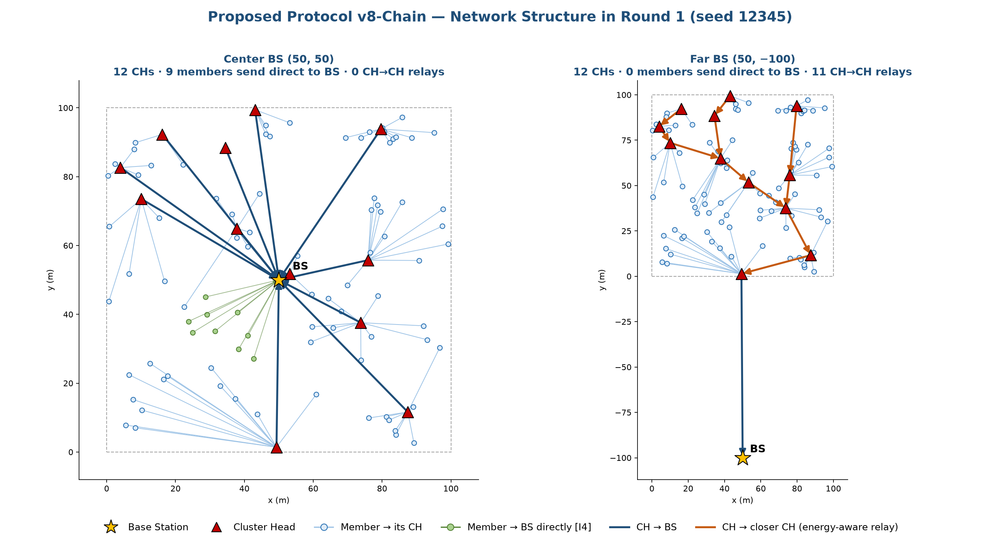 Proposed Protocol v8-Chain — Network Structure in Round 1 (seed 12345)
Center BS (50, 50)
12 CHs · 9 members send direct to BS · 0 CH→CH relays
100
80
60
40
20
0
y (m)
BS
0
20
40
60
80
100
x (m)
Far BS (50, −100)
12 CHs · 0 members send direct to BS · 11 CH→CH relays
100
75
50
25
0
−25
−50
−75
−100
y (m)
BS
0
20
40
60
80
100
x (m)
Base Station
Cluster Head
Member → its CH
Member → BS directly [I4]
CH → BS
CH → closer CH (energy-aware relay)